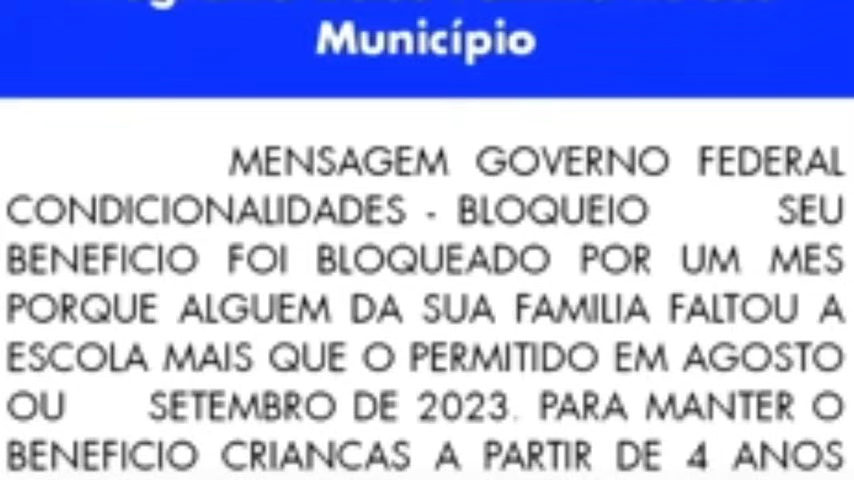 Município
MENSAGEM GOVERNO FEDERAL
CONDICIONALIDADES - BLOQUEIO SEU
BENEFICIO FOI BLOQUEADO POR UM MES
PORQUE ALGUEM DA SUA FAMILIA FALTOU A
ESCOLA MAIS QUE O PERMITIDO EM AGOSTO
OU SETEMBRO DE 2023. PARA MANTER O
BENEFICIO CRIANCAS A PARTIR DE 4 ANOS